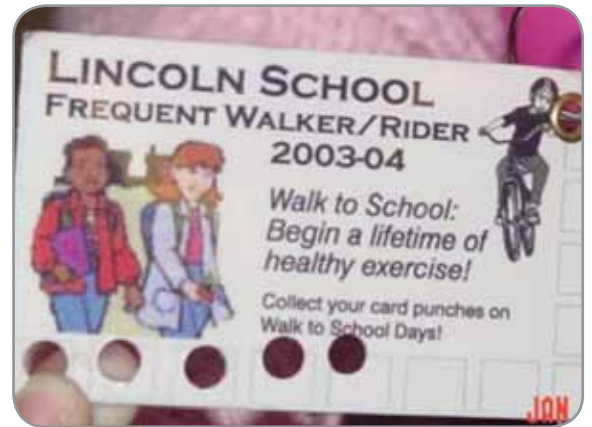 LINCOLN SCHOOL
FREQUENT WALKER/RIDER
2003-04
Walk to School:
Begin a lifetime of
healthy exercise!
Collect your card punches on
Walk to School Days!
JAN